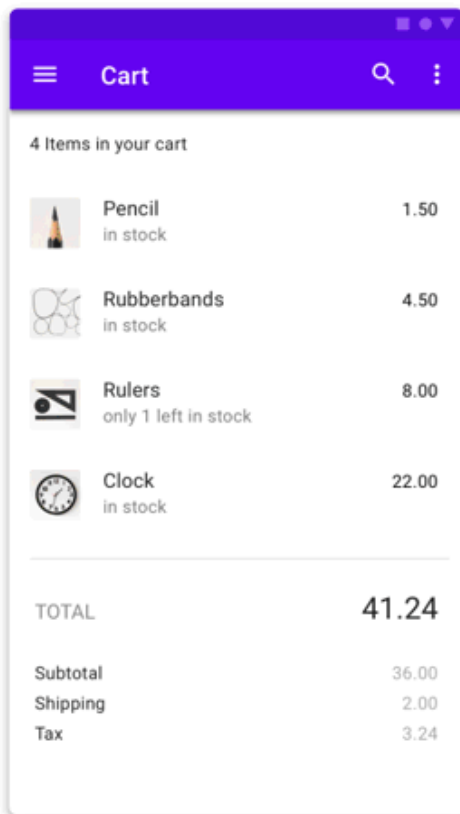 Cart
4 Items in your cart
Pencil 1.50
in stock
Rubberbands 4.50
in stock
Rulers 8.00
only 1 left in stock
Clock 22.00
in stock
TOTAL 41.24
Subtotal 36.00
Shipping 2.00
Tax 3.24